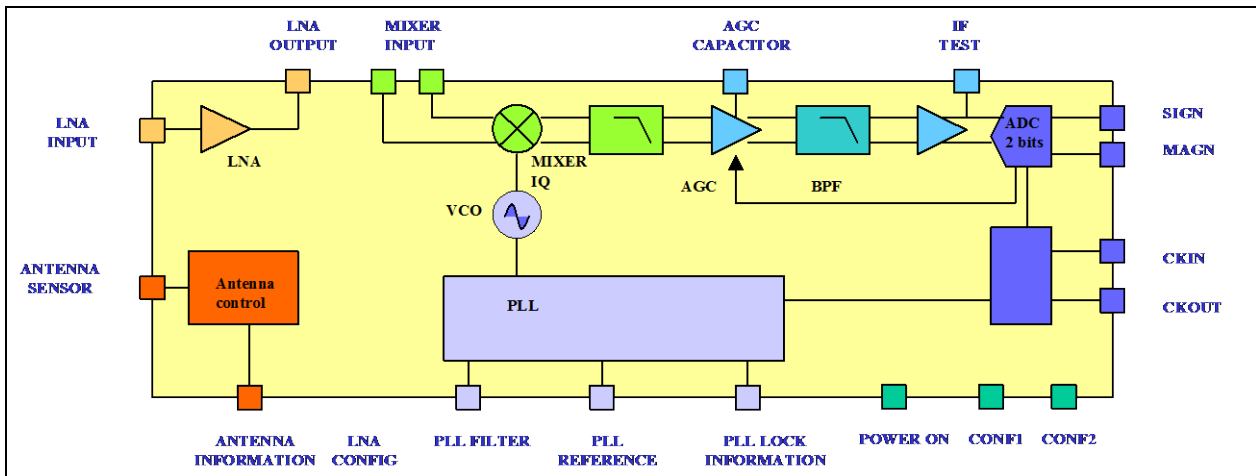 LNA
OUTPUT
MIXER
INPUT
AGC
CAPACITOR
IF
TEST
LNA
INPUT
LNA
MIXER
IQ
AGC
BPF
ADC
2 bits
SIGN
MAGN
VCO
ANTENNA
SENSOR
Antenna
control
PLL
CKIN
CKOUT
ANTENNA
INFORMATION
LNA
CONFIG
PLL FILTER
PLL
REFERENCE
PLL LOCK
INFORMATION
POWER ON
CONF1
CONF2